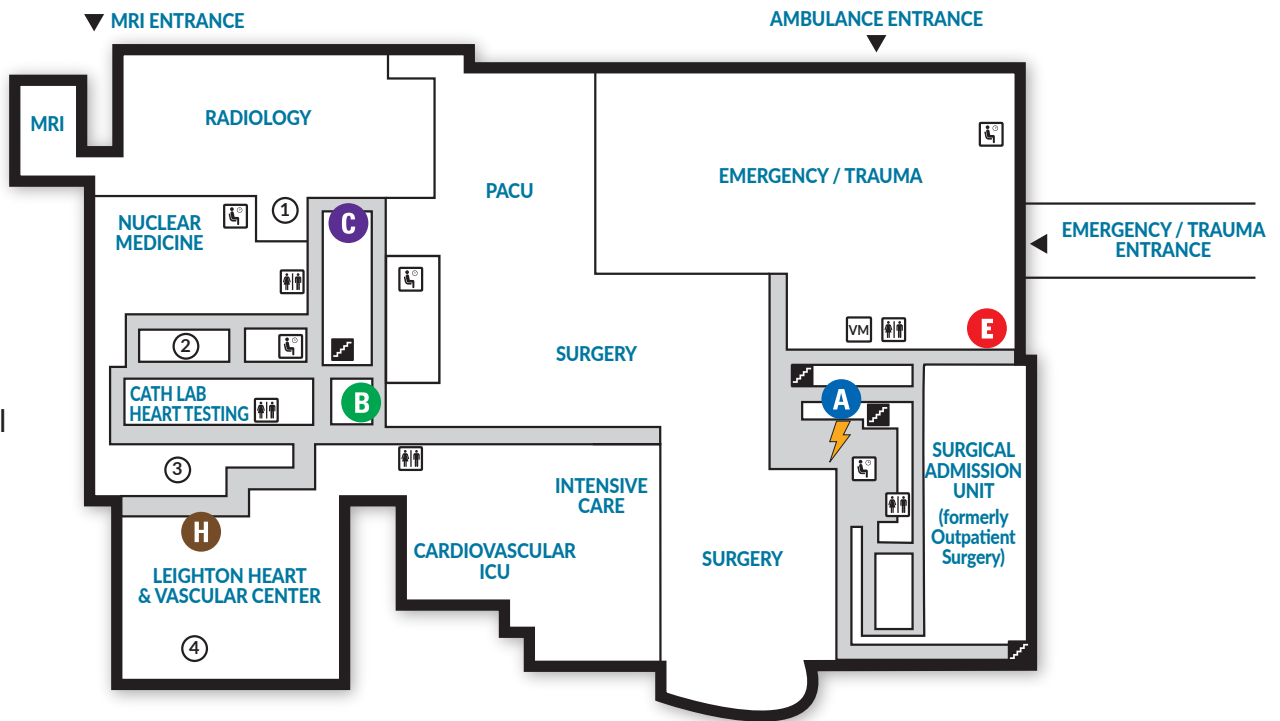 MRI ENTRANCE
AMBULANCE ENTRANCE
MRI
RADIOLOGY
PACU
EMERGENCY / TRAUMA
EMERGENCY / TRAUMA
ENTRANCE
1
C
NUCLEAR
MEDICINE
VM
E
2
SURGERY
CATH LAB
HEART TESTING
B
A
l
3
INTENSIVE
CARE
SURGICAL
ADMISSION
UNIT
(formerly
Outpatient
Surgery)
H
CARDIOVASCULAR
ICU
SURGERY
LEIGHTON HEART
& VASCULAR CENTER
4